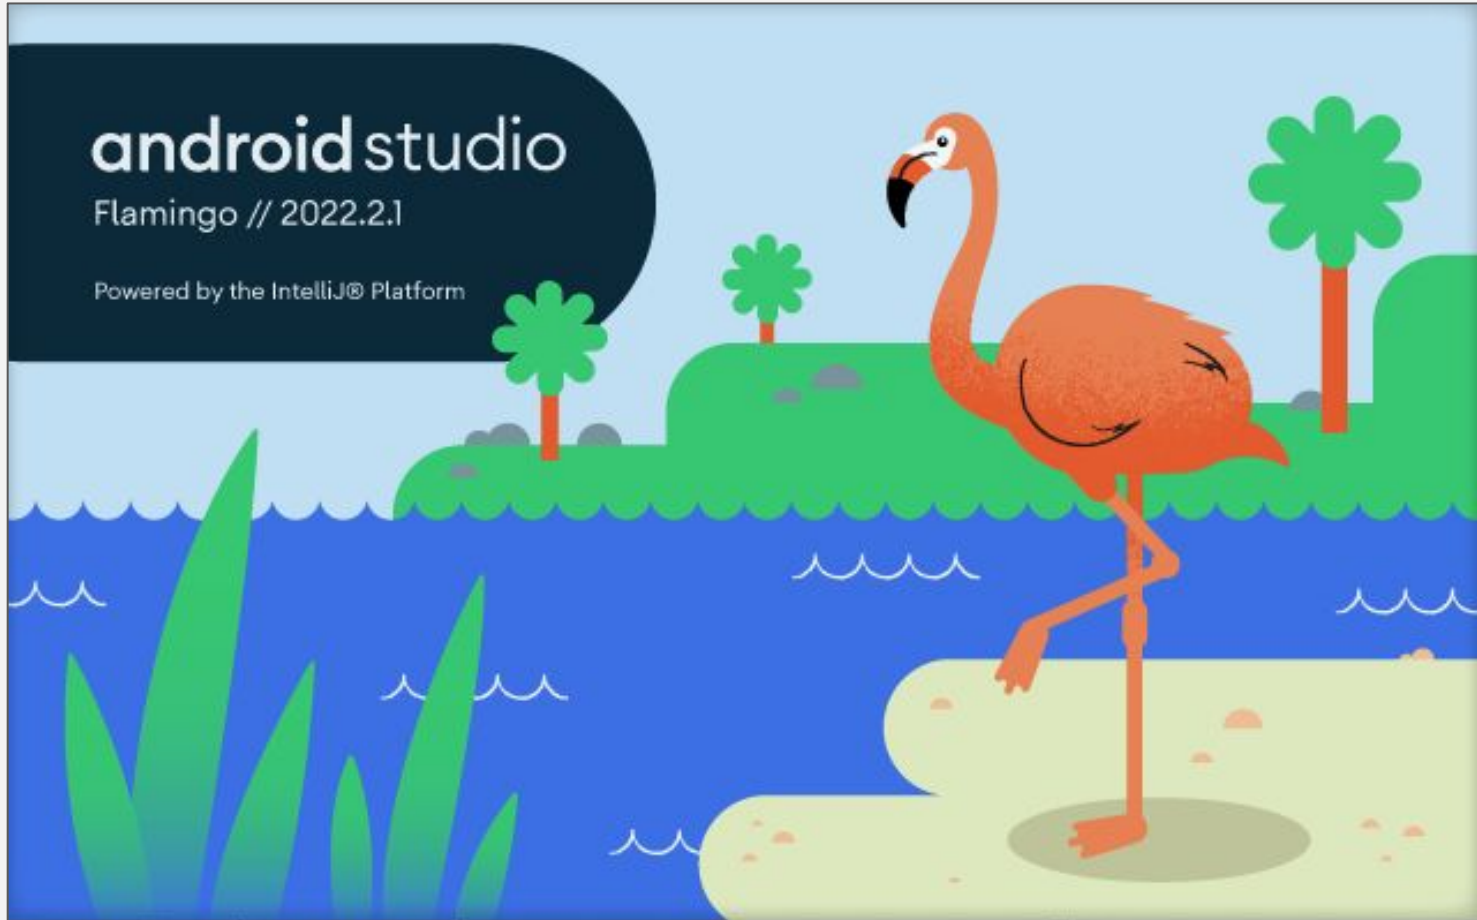 android studio
Flamingo // 2022.2.1
Powered by the IntelliJ® Platform